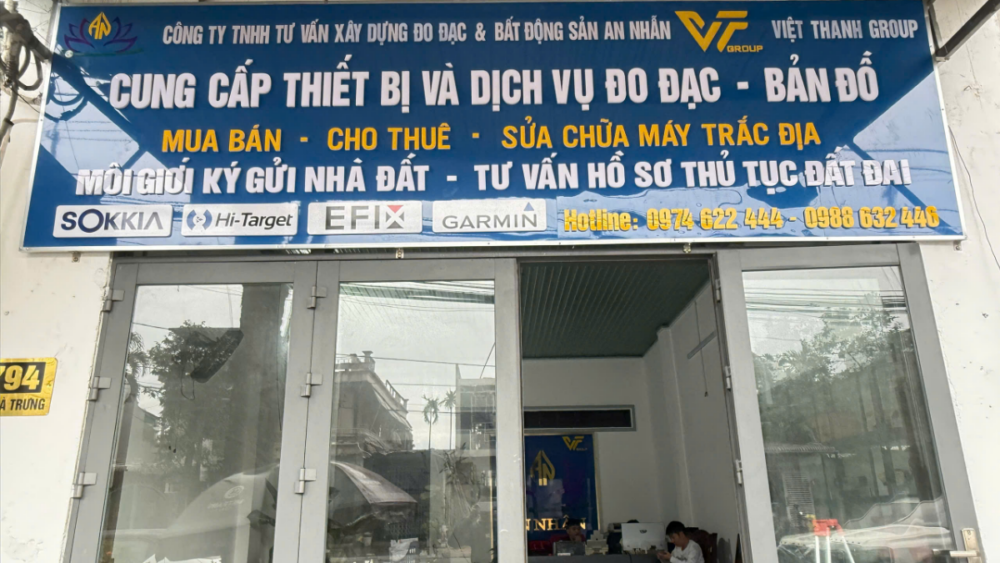 AN CÔNG TY TNHH TƯ VẤN XÂY DỰNG ĐO ĐẠC & BẤT ĐỘNG SẢN AN NHẪN VT GROUP VIỆT THANH GROUP
CUNG CẤP THIẾT BỊ VÀ DỊCH VỤ ĐO ĐẠC - BẢN ĐỒ
MUA BÁN - CHO THUÊ - SỬA CHỮA MÁY TRẮC ĐỊA
MÔI GIỚI KÝ GỬI NHÀ ĐẤT - TƯ VẤN HỒ SƠ THỦ TỤC ĐẤT ĐAI
SOKKIA Hi-Target EFIX GARMIN Hotline: 0974 622 444 - 0988 632 446
794
TRƯNG
VT
AN